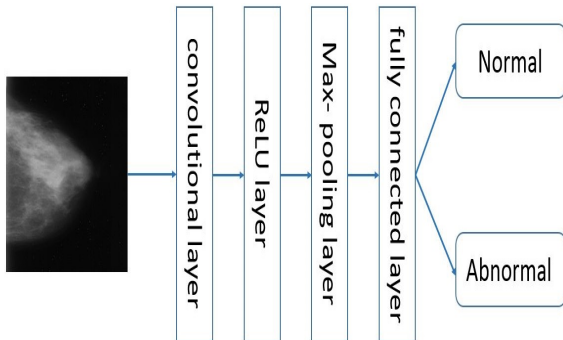 convolutional layer
ReLU layer
Max- pooling layer
fully connected layer
Normal
Abnormal